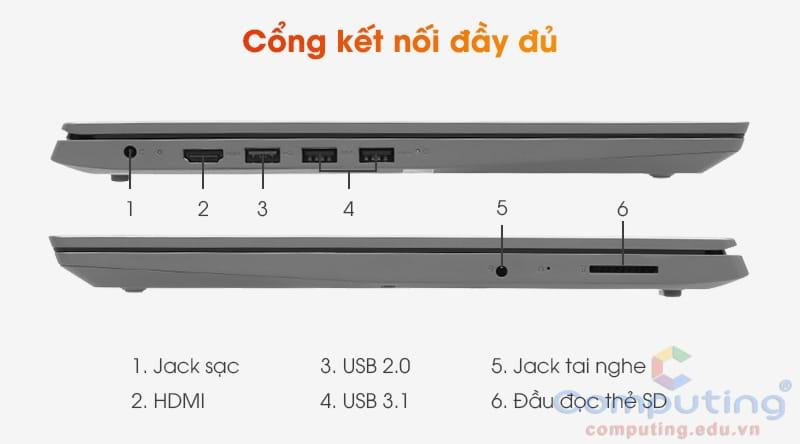 Cổng kết nối đầy đủ
1 2 3 4
5 6
1. Jack sạc
2. HDMI
3. USB 2.0
4. USB 3.1
5. Jack tai nghe
6. Đầu đọc thẻ SD
Computing®
computing.edu.vn